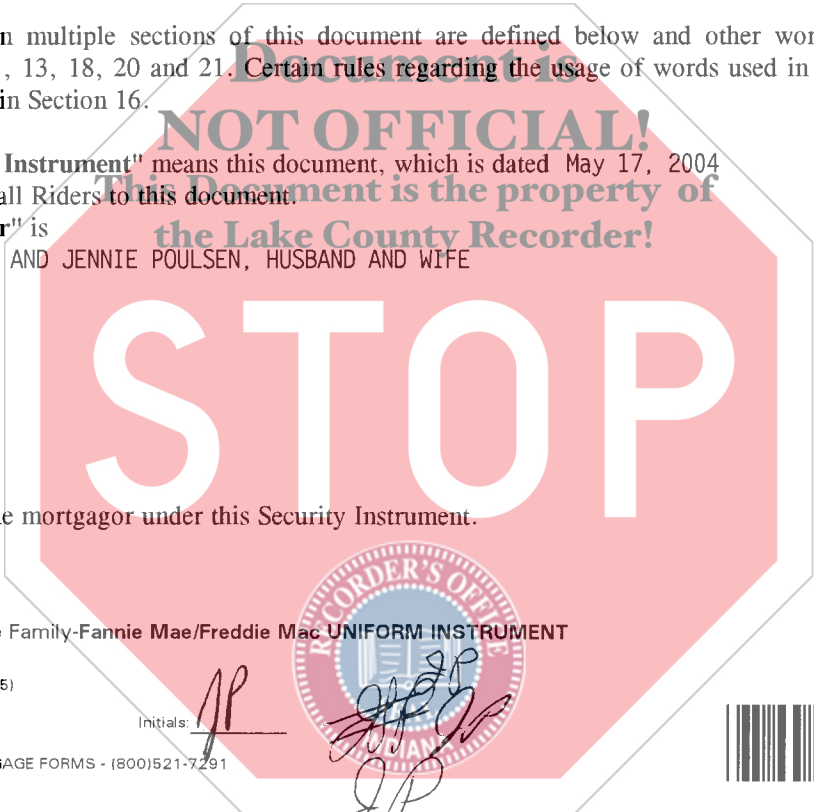 n multiple sections of this document are defined below and other wor
Document is
, 13, 18, 20 and 21. Certain rules regarding the usage of words used in
in Section 16.
NOT OFFICIAL!
Instrument" means this document, which is dated May 17, 2004
This Document is the property of
all Riders to this document.
r" is
the Lake County Recorder!
AND JENNIE POULSEN, HUSBAND AND WIFE
STOP
e mortgagor under this Security Instrument.
RECORDER'S OFFICE
e Family-Fannie Mae/Freddie Mac UNIFORM INSTRUMENT
5)
Initials: JP
JP
JP
INDIANA
GAGE FORMS - (800)521-7291
JP